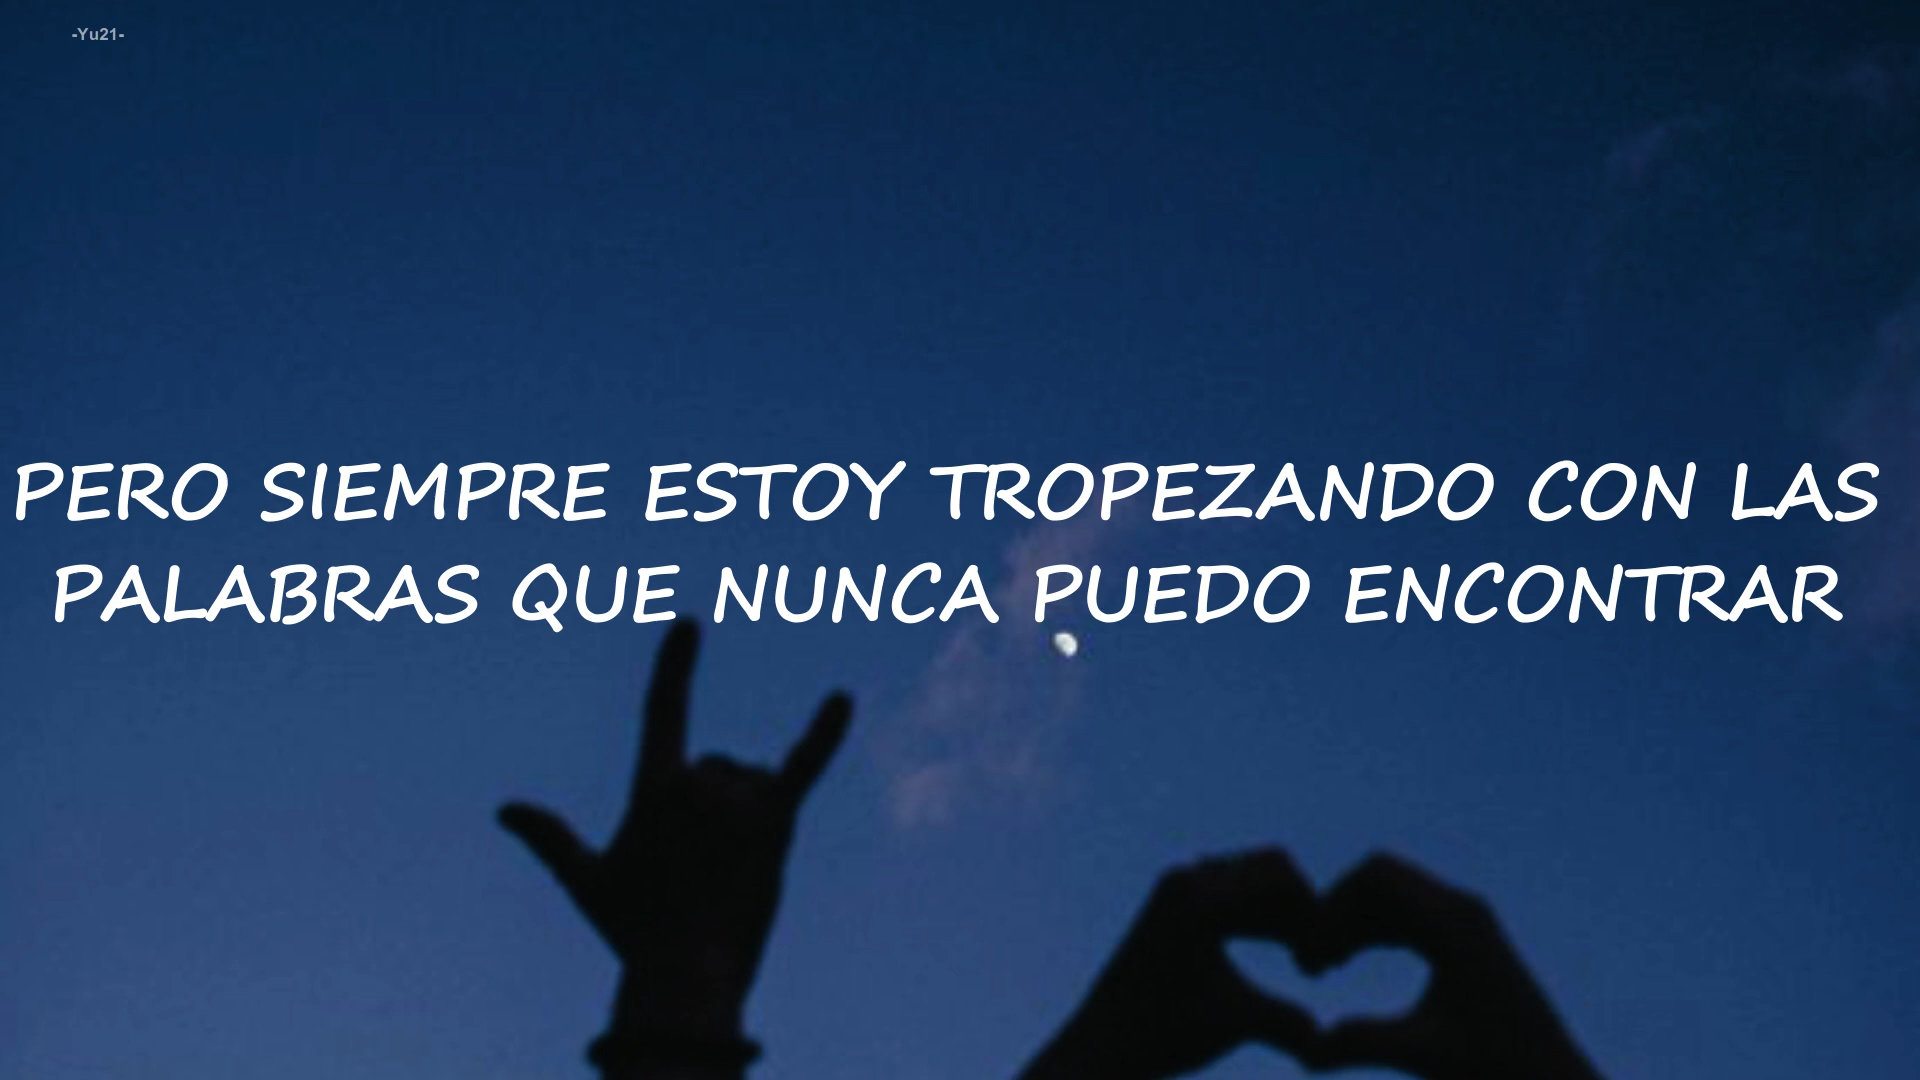 -Yu21-
PERO SIEMPRE ESTOY TROPEZANDO CON LAS
PALABRAS QUE NUNCA PUEDO ENCONTRAR